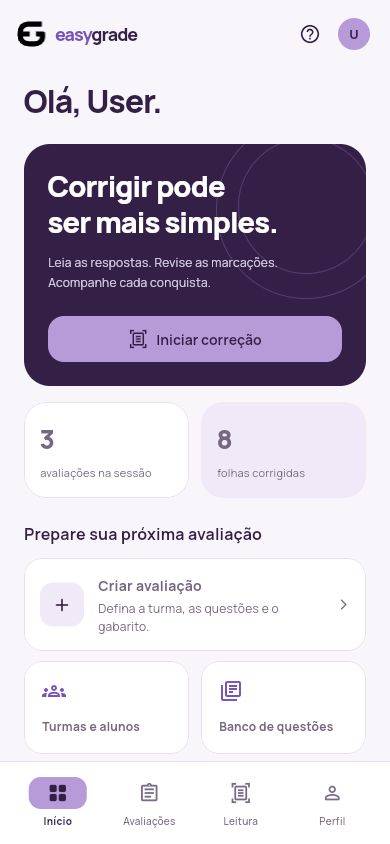 easygrade
U
Olá, User.
Corrigir pode
ser mais simples.
Leia as respostas. Revise as marcações.
Acompanhe cada conquista.
Iniciar correção
3
8
avaliações na sessão
folhas corrigidas
Prepare sua próxima avaliação
Criar avaliação
Defina a turma, as questões e o
gabarito.
Turmas e alunos
Banco de questões
Início
Avaliações
Leitura
Perfil